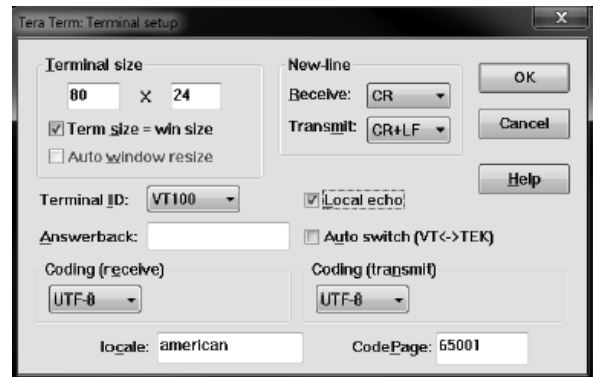 Tera Term: Terminal setup
X
Terminal size
80 X 24
Term size = win size
Auto window resize
New-line
Receive: CR
Transmit: CR+LF
OK
Cancel
Help
Terminal ID: VT100
Local echo
Answerback:
Auto switch (VT<->TEK)
Coding (receive)
UTF-8
Coding (transmit)
UTF-8
locale: american
CodePage: 65001